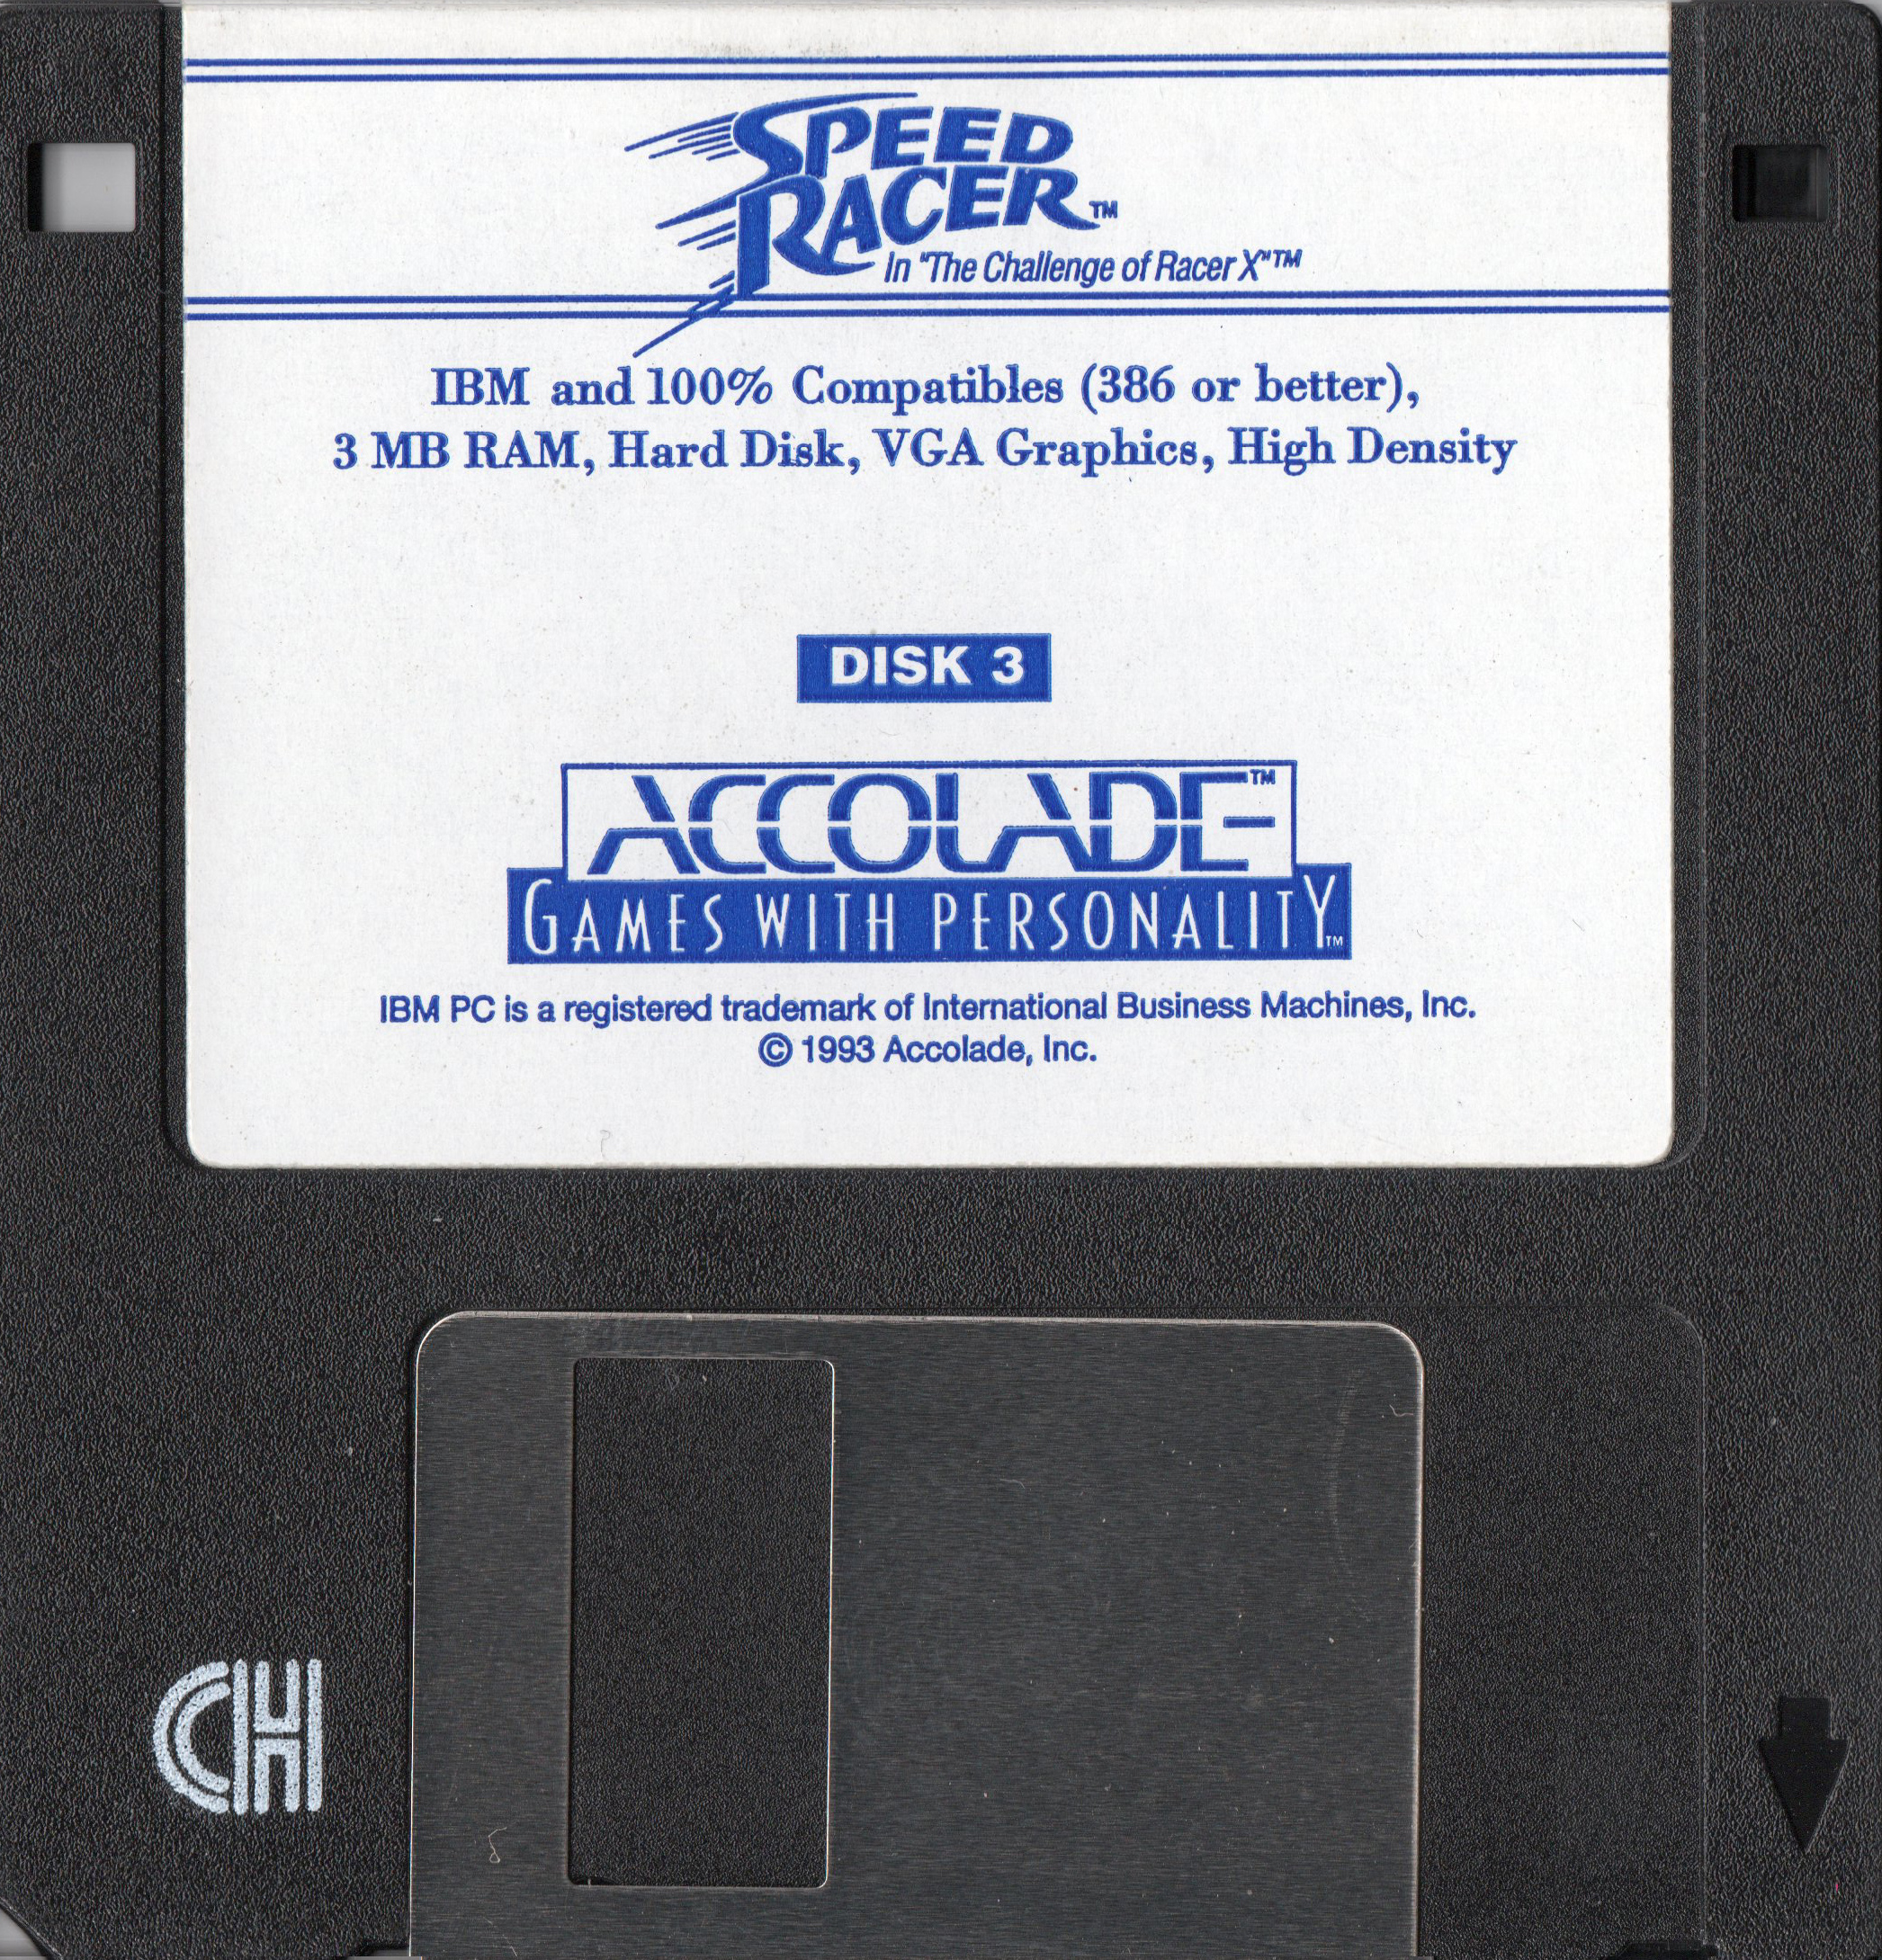 SPEED
RACER™
In "The Challenge of Racer X"™
IBM and 100% Compatibles (386 or better),
3 MB RAM, Hard Disk, VGA Graphics, High Density
DISK 3
ACCOLADE™
GAMES WITH PERSONALITY™
IBM PC is a registered trademark of International Business Machines, Inc.
© 1993 Accolade, Inc.
CH